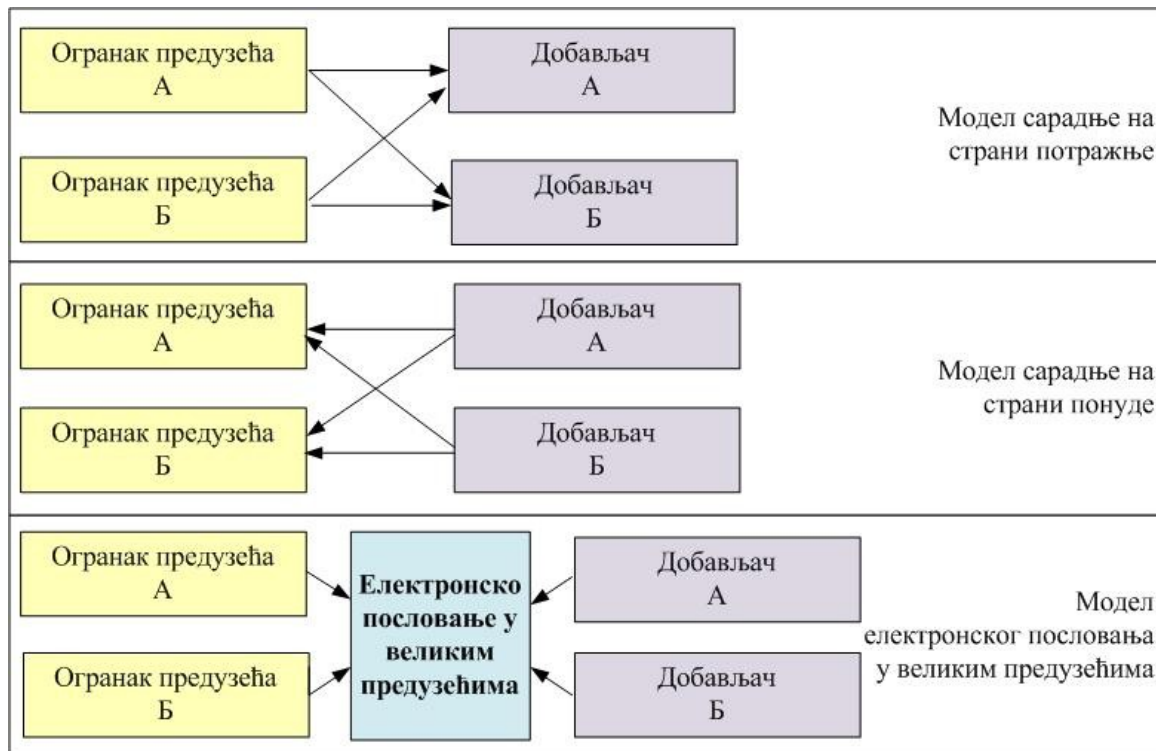 Огранак предузећа
А
Добављач
А
Огранак предузећа
Б
Добављач
Б
Модел сарадње на
страни потражње
Огранак предузећа
А
Добављач
А
Огранак предузећа
Б
Добављач
Б
Модел сарадње на
страни понуде
Огранак предузећа
А
Огранак предузећа
Б
Електронско
пословање у
великим
предузећима
Добављач
А
Добављач
Б
Модел
електронског пословања
у великим предузећима